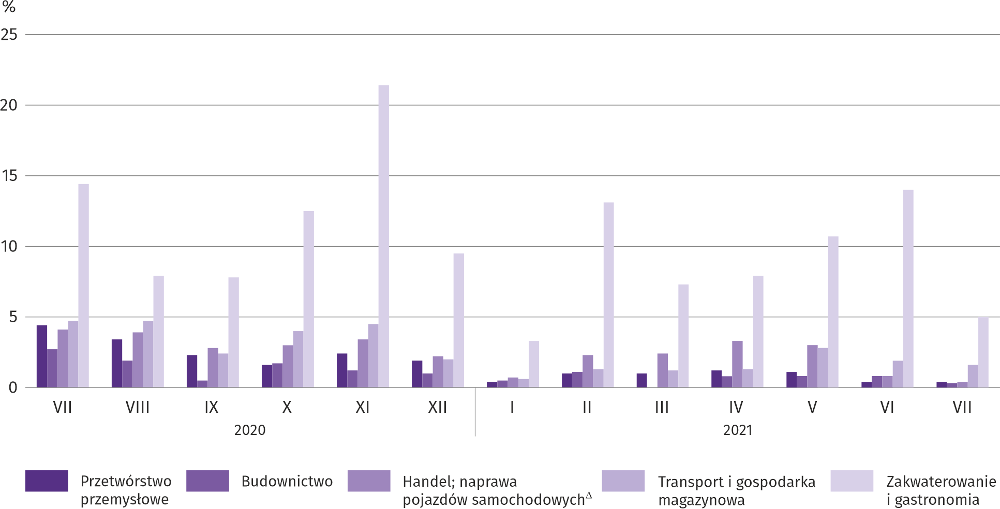 %
25
20
15
10
5
0
VII VIII IX X XI XII I II III IV V VI VII
2020 2021
Przetwórstwo
przemysłowe
Budownictwo
Handel; naprawa
pojazdów samochodowychΔ
Transport i gospodarka
magazynowa
Zakwaterowanie
i gastronomia